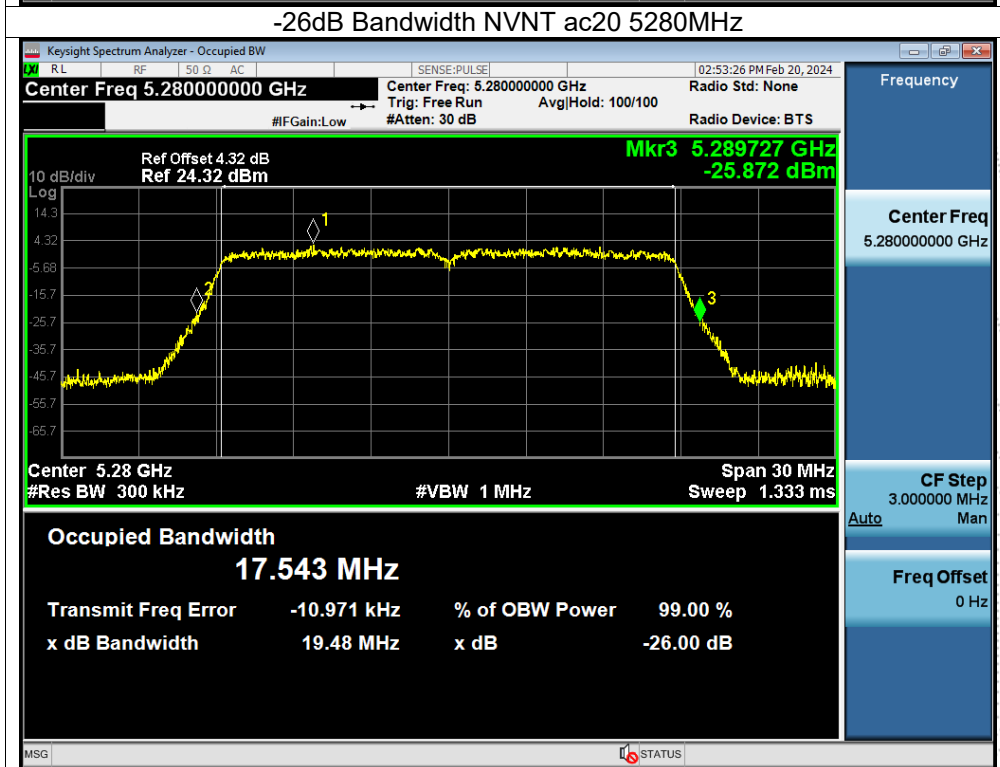 -26dB Bandwidth NVNT ac20 5280MHz
Keysight Spectrum Analyzer - Occupied BW
LXI RL RF 50 Ω AC SENSE:PULSE 02:53:26 PM Feb 20, 2024
Center Freq 5.280000000 GHz Center Freq: 5.280000000 GHz Radio Std: None
Trig: Free Run Avg|Hold: 100/100
#IFGain:Low #Atten: 30 dB Radio Device: BTS
Frequency
Mkr3 5.289727 GHz
Ref Offset 4.32 dB
10 dB/div Ref 24.32 dBm -25.872 dBm
Log
14.3
4.32
-5.68
-15.7
-25.7
-35.7
-45.7
-55.7
-65.7
1
2
3
Center 5.28 GHz Span 30 MHz
#Res BW 300 kHz #VBW 1 MHz Sweep 1.333 ms
Occupied Bandwidth
17.543 MHz
Transmit Freq Error -10.971 kHz % of OBW Power 99.00 %
x dB Bandwidth 19.48 MHz x dB -26.00 dB
Center Freq
5.280000000 GHz
CF Step
3.000000 MHz
Auto Man
Freq Offset
0 Hz
MSG STATUS